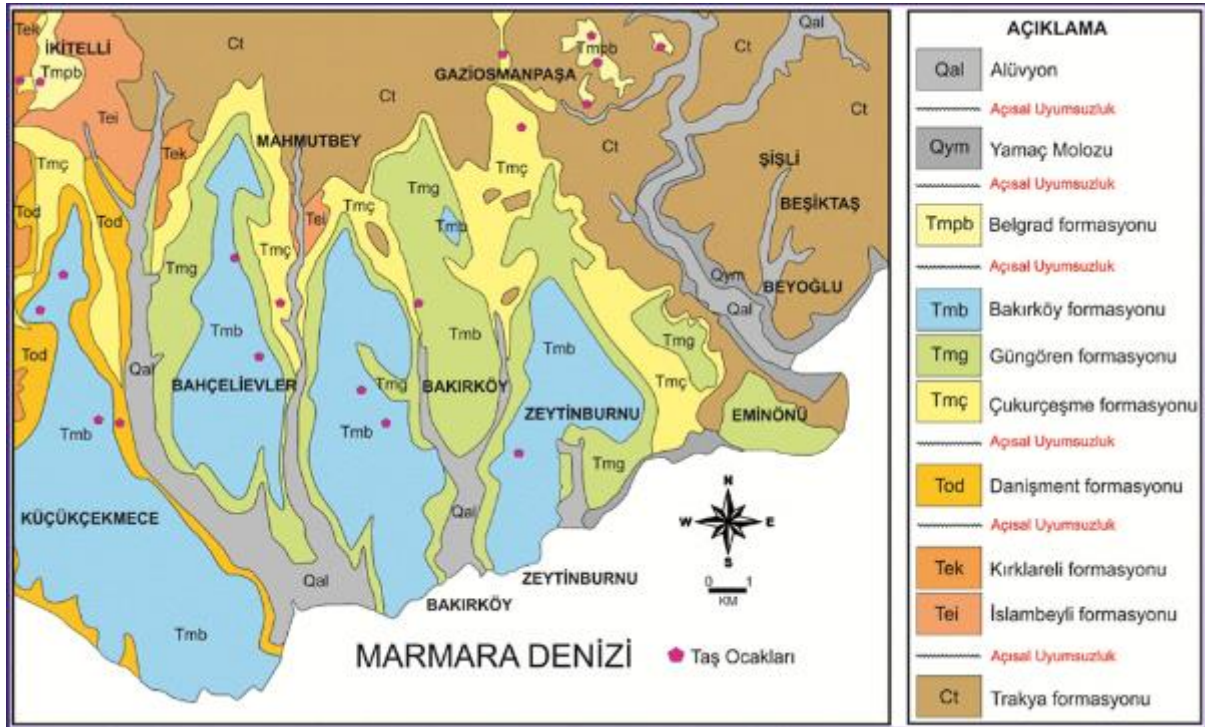 Tek
İKİTELLİ
Tmpb
Ct
Tmpb
Ct
Qal
GAZİOSMANPAŞA
Ct
Ct
Tei
MAHMUTBEY
Ct
Tek
Tmç
Tmç
ŞİŞLİ
Tmg
Tod
Tod
Tei
Tmç
Tmb
BEŞİKTAŞ
Tmç
Tmg
Qym
BEYOĞLU
Qal
Tmb
Tmb
Tmb
Tmg
Tod
Qal
BAHÇELİEVLER
Tmg
BAKIRKÖY
Tmç
ZEYTİNBURNU
EMİNÖNÜ
Tmb
Tmb
Tmg
KÜÇÜKÇEKMECE
Qal
N
W
E
S
Qal
ZEYTİNBURNU
0 1
KM
BAKIRKÖY
Tmb
MARMARA DENİZİ
Taş Ocakları
AÇIKLAMA
Qal Alüvyon
Açısal Uyumsuzluk
Qym Yamaç Molozu
Açısal Uyumsuzluk
Tmpb Belgrad formasyonu
Açısal Uyumsuzluk
Tmb Bakırköy formasyonu
Tmg Güngören formasyonu
Tmç Çukurçeşme formasyonu
Açısal Uyumsuzluk
Tod Danişment formasyonu
Açısal Uyumsuzluk
Tek Kırklareli formasyonu
Tei İslambeyli formasyonu
Açısal Uyumsuzluk
Ct Trakya formasyonu